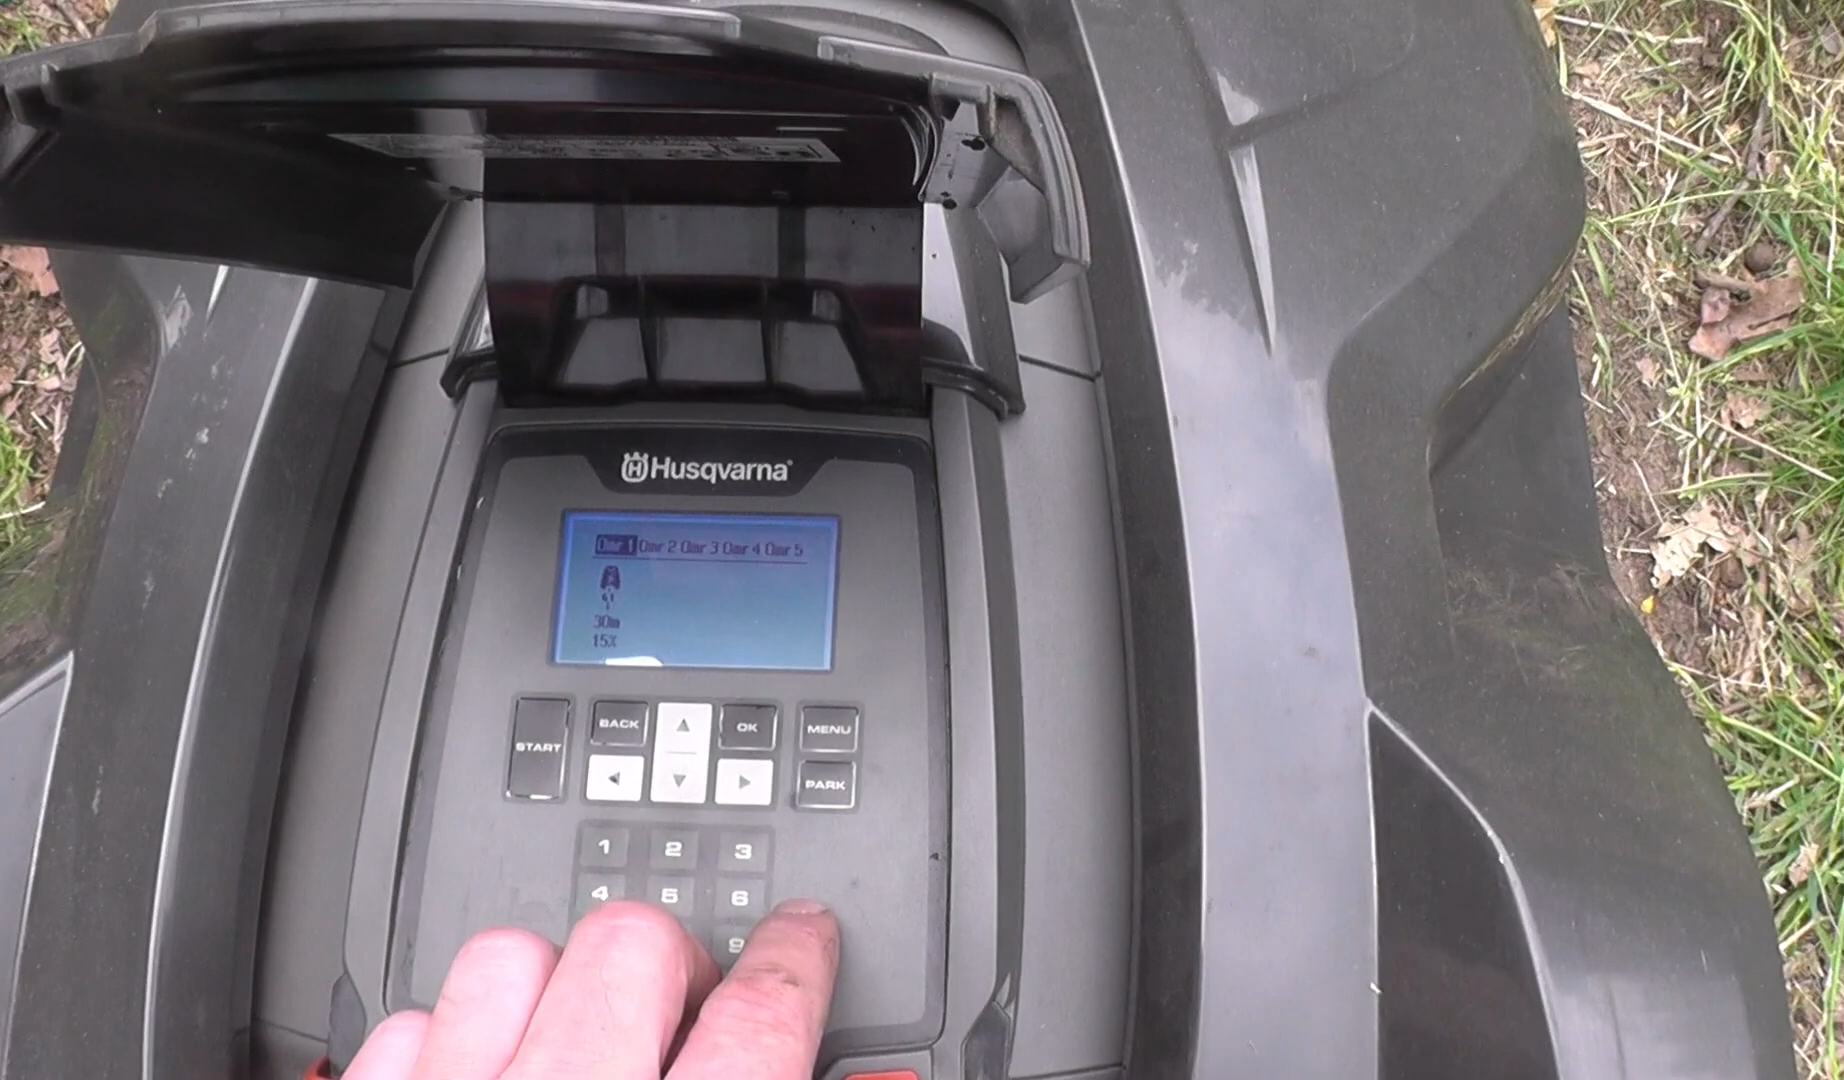 Husqvarna
Omr 1 Omr 2 Omr 3 Omr 4 Omr 5
30m
15%
START
BACK
OK
MENU
PARK
1 2 3
4 5 6
9